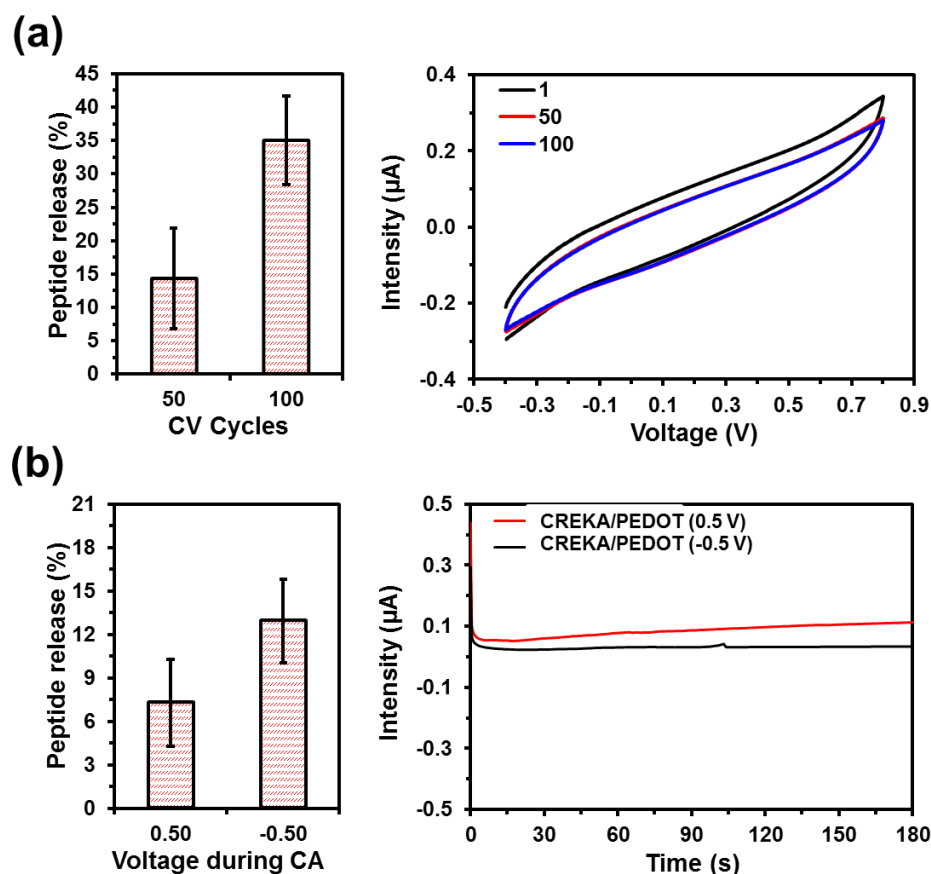 (a)
Peptide release (%)
45
40
35
30
25
20
15
10
5
0
50 100
CV Cycles
Intensity (µA)
0.4
0.2
0.0
-0.2
-0.4
1
50
100
-0.5 -0.3 -0.1 0.1 0.3 0.5 0.7 0.9
Voltage (V)
(b)
Peptide release (%)
21
18
15
12
9
6
3
0
0.50 -0.50
Voltage during CA
Intensity (µA)
0.5
0.3
0.1
-0.1
-0.3
-0.5
CREKA/PEDOT (0.5 V)
CREKA/PEDOT (-0.5 V)
0 30 60 90 120 150 180
Time (s)